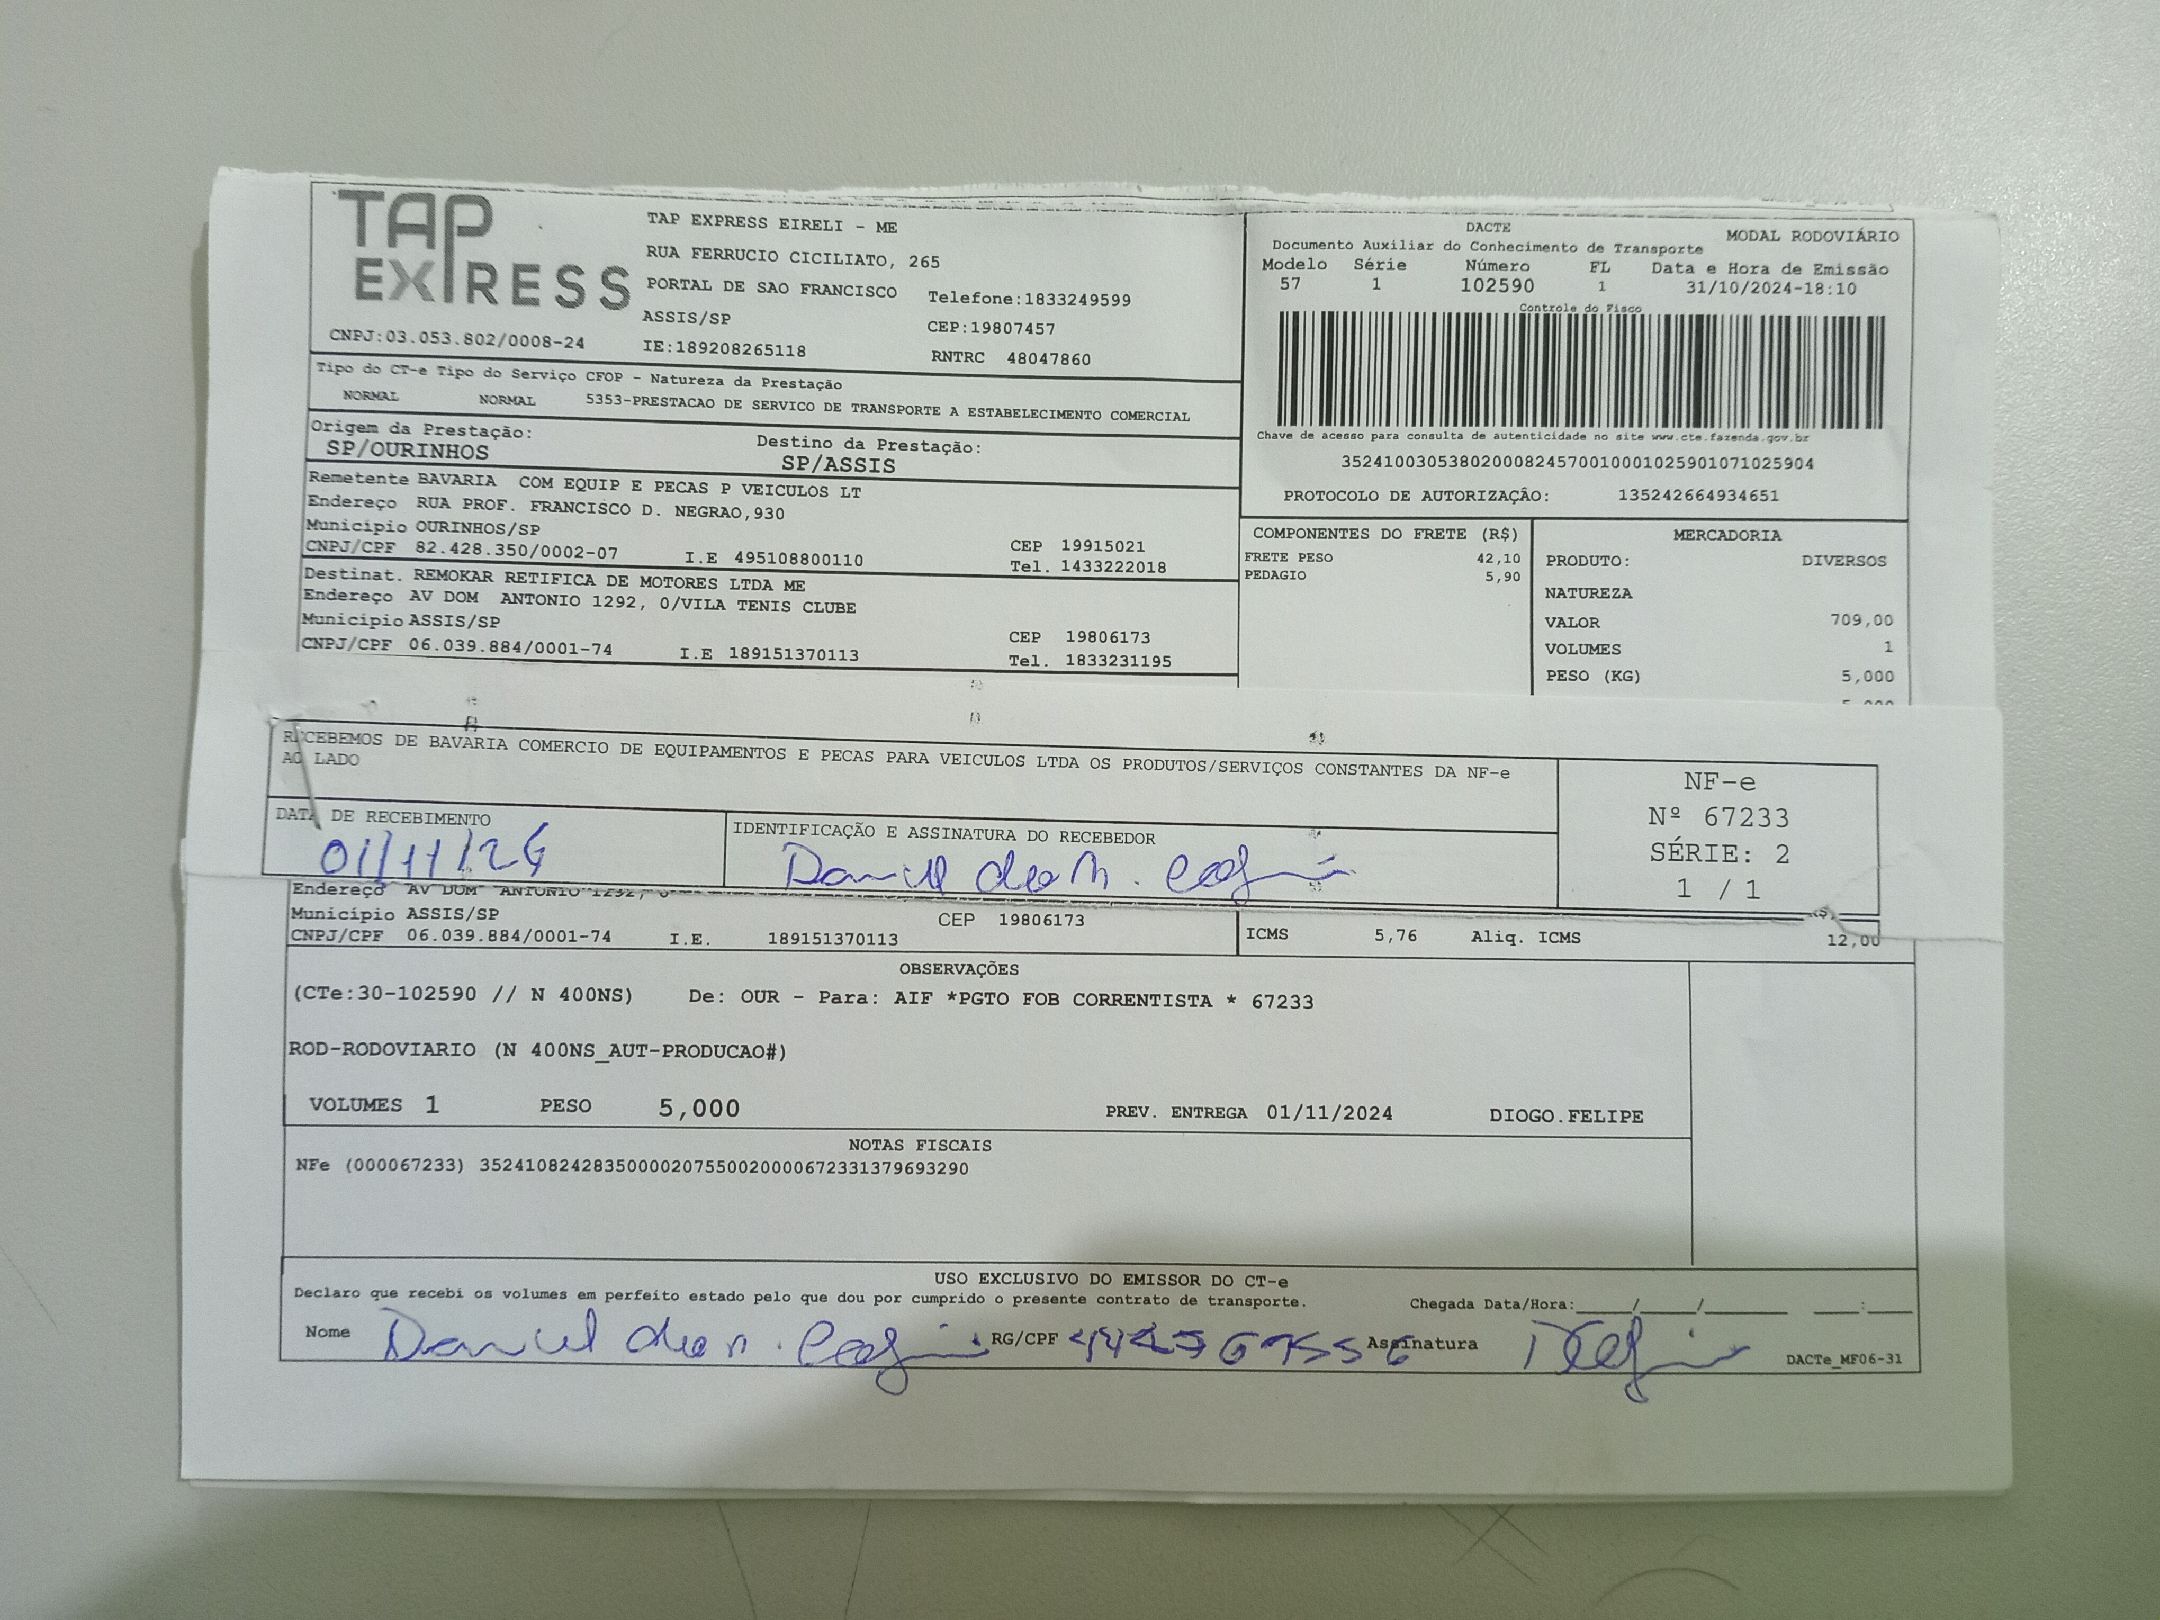 TAP EXPRESS
TAP EXPRESS EIRELI - ME
RUA FERRUCIO CICILIATO, 265
PORTAL DE SAO FRANCISCO Telefone:1833249599
ASSIS/SP CEP:19807457
CNPJ:03.053.802/0008-24 IE:189208265118 RNTRC 48047860
DACTE MODAL RODOVIÁRIO
Documento Auxiliar do Conhecimento de Transporte
Modelo Série Número FL Data e Hora de Emissão
57 1 102590 1 31/10/2024-18:10
Controle do Fisco
Chave de acesso para consulta de autenticidade no site www.cte.fazenda.gov.br
35241003053802000824570010001025901071025904
PROTOCOLO DE AUTORIZAÇÃO: 135242664934651
Tipo do CT-e Tipo do Serviço CFOP - Natureza da Prestação
NORMAL NORMAL 5353-PRESTACAO DE SERVICO DE TRANSPORTE A ESTABELECIMENTO COMERCIAL
Origem da Prestação: Destino da Prestação:
SP/OURINHOS SP/ASSIS
Remetente BAVARIA COM EQUIP E PECAS P VEICULOS LT
Endereço RUA PROF. FRANCISCO D. NEGRAO,930
Município OURINHOS/SP CEP 19915021
CNPJ/CPF 82.428.350/0002-07 I.E 495108800110 Tel. 1433222018
Destinat. REMOKAR RETIFICA DE MOTORES LTDA ME
Endereço AV DOM ANTONIO 1292, 0/VILA TENIS CLUBE
Município ASSIS/SP CEP 19806173
CNPJ/CPF 06.039.884/0001-74 I.E 189151370113 Tel. 1833231195
COMPONENTES DO FRETE (R$)
FRETE PESO 42,10
PEDAGIO 5,90
MERCADORIA
PRODUTO: DIVERSOS
NATUREZA
VALOR 709,00
VOLUMES 1
PESO (KG) 5,000
RECEBEMOS DE BAVARIA COMERCIO DE EQUIPAMENTOS E PECAS PARA VEICULOS LTDA OS PRODUTOS/SERVIÇOS CONSTANTES DA NF-e
AO LADO
DATA DE RECEBIMENTO IDENTIFICAÇÃO E ASSINATURA DO RECEBEDOR
01/11/24 Daniel
NF-e
Nº 67233
SÉRIE: 2
1 / 1
Endereço AV DOM ANTONIO 1292,
Município ASSIS/SP CEP 19806173
CNPJ/CPF 06.039.884/0001-74 I.E. 189151370113
ICMS 5,76 Aliq. ICMS 12,00
OBSERVAÇÕES
(CTe:30-102590 // N 400NS) De: OUR - Para: AIF *PGTO FOB CORRENTISTA * 67233
ROD-RODOVIARIO (N 400NS_AUT-PRODUCAO#)
VOLUMES 1 PESO 5,000 PREV. ENTREGA 01/11/2024 DIOGO.FELIPE
NOTAS FISCAIS
NFe (000067233) 35241082428350000207550020000672331379693290
USO EXCLUSIVO DO EMISSOR DO CT-e
Declaro que recebi os volumes em perfeito estado pelo que dou por cumprido o presente contrato de transporte. Chegada Data/Hora:____/____/______ ___:___
Nome Daniel RG/CPF Assinatura
DACTe_MF06-31